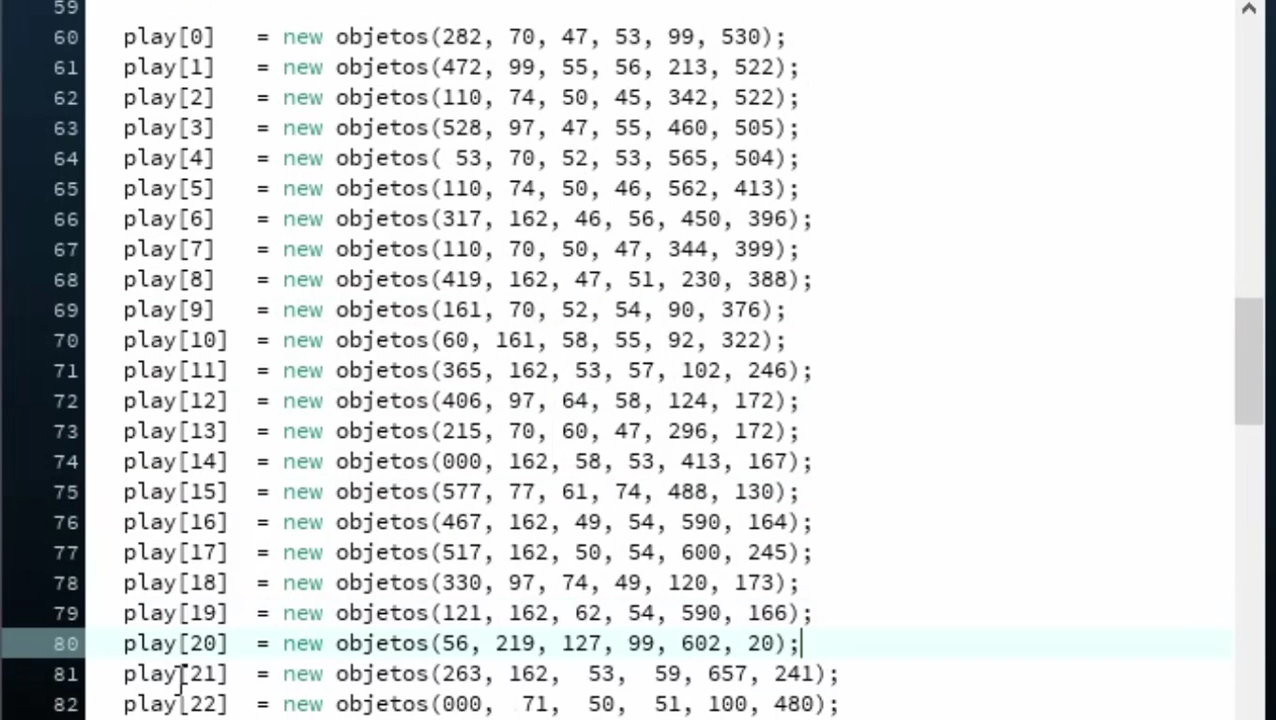 59
60 play[0] = new objetos(282, 70, 47, 53, 99, 530);
61 play[1] = new objetos(472, 99, 55, 56, 213, 522);
62 play[2] = new objetos(110, 74, 50, 45, 342, 522);
63 play[3] = new objetos(528, 97, 47, 55, 460, 505);
64 play[4] = new objetos( 53, 70, 52, 53, 565, 504);
65 play[5] = new objetos(110, 74, 50, 46, 562, 413);
66 play[6] = new objetos(317, 162, 46, 56, 450, 396);
67 play[7] = new objetos(110, 70, 50, 47, 344, 399);
68 play[8] = new objetos(419, 162, 47, 51, 230, 388);
69 play[9] = new objetos(161, 70, 52, 54, 90, 376);
70 play[10] = new objetos(60, 161, 58, 55, 92, 322);
71 play[11] = new objetos(365, 162, 53, 57, 102, 246);
72 play[12] = new objetos(406, 97, 64, 58, 124, 172);
73 play[13] = new objetos(215, 70, 60, 47, 296, 172);
74 play[14] = new objetos(000, 162, 58, 53, 413, 167);
75 play[15] = new objetos(577, 77, 61, 74, 488, 130);
76 play[16] = new objetos(467, 162, 49, 54, 590, 164);
77 play[17] = new objetos(517, 162, 50, 54, 600, 245);
78 play[18] = new objetos(330, 97, 74, 49, 120, 173);
79 play[19] = new objetos(121, 162, 62, 54, 590, 166);
80 play[20] = new objetos(56, 219, 127, 99, 602, 20);
81 play[21] = new objetos(263, 162,  53,  59, 657, 241);
82 play[22] = new objetos(000,  71,  50,  51, 100, 480);